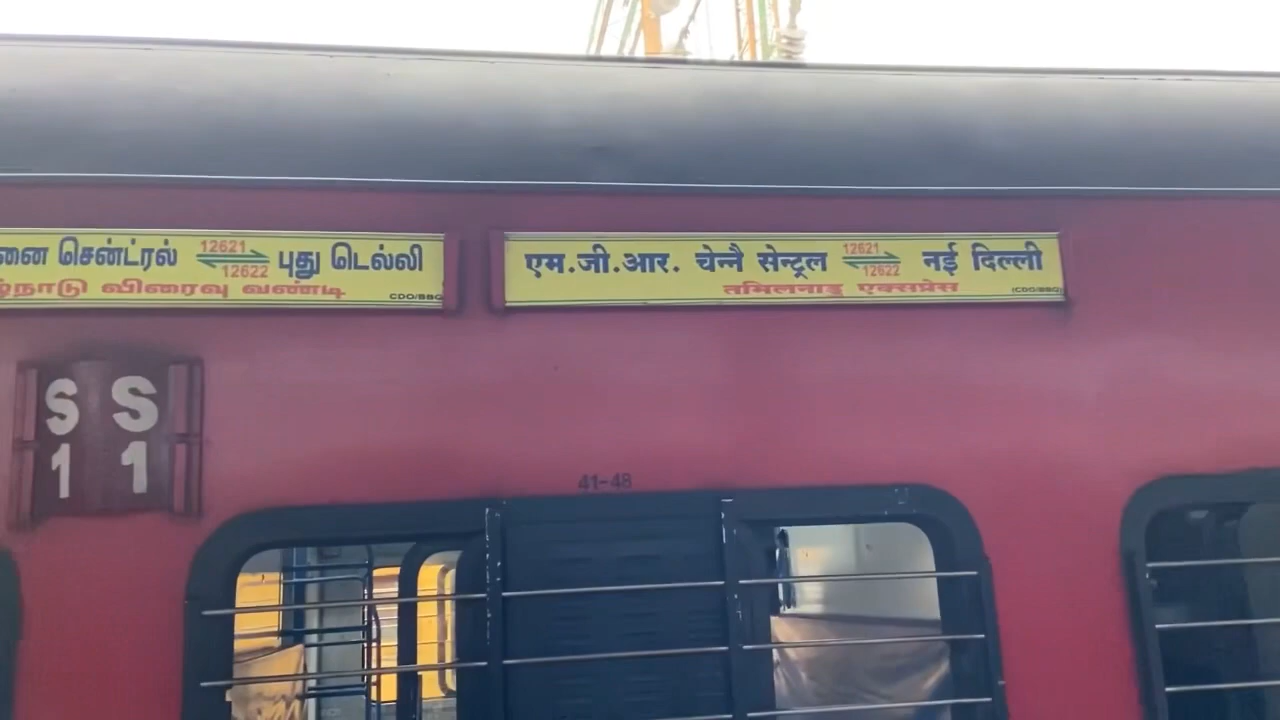 சென்ட்ரல் 12621 12622 புது டெல்லி
விரைவு வண்டி CDO/BBQ
एम.जी.आर. चेन्नै सेन्ट्रल 12621 12622 नई दिल्ली
तमिलनाडु एक्सप्रेस (CDO/BBQ)
S S
1 1
41-48